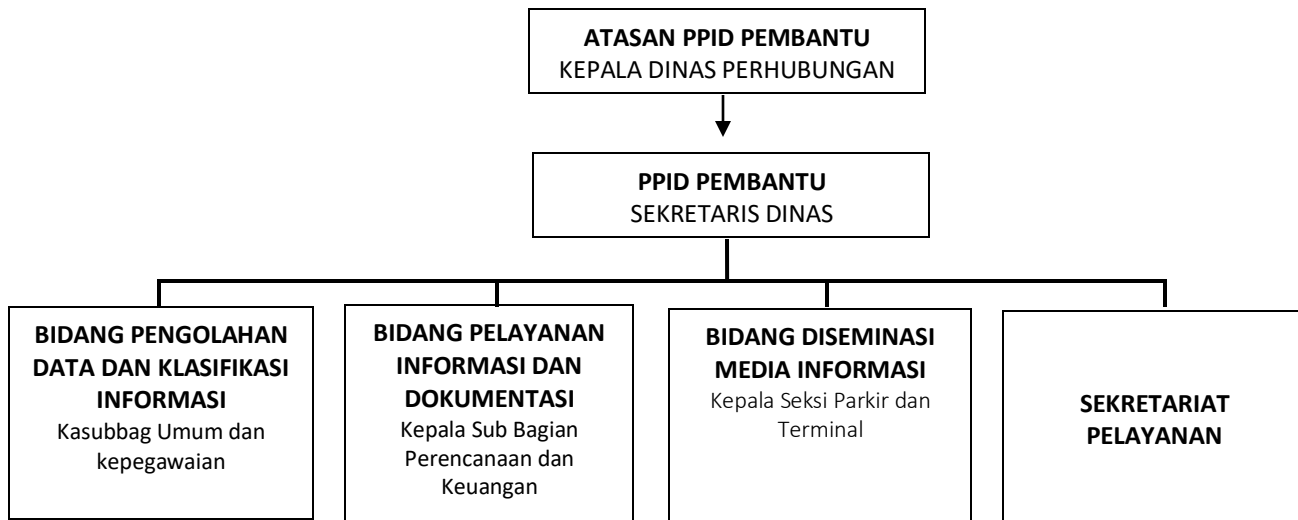 ATASAN PPID PEMBANTU
KEPALA DINAS PERHUBUNGAN
PPID PEMBANTU
SEKRETARIS DINAS
BIDANG PENGOLAHAN
DATA DAN KLASIFIKASI
INFORMASI
Kasubbag Umum dan
kepegawaian
BIDANG PELAYANAN
INFORMASI DAN
DOKUMENTASI
Kepala Sub Bagian
Perencanaan dan
Keuangan
BIDANG DISEMINASI
MEDIA INFORMASI
Kepala Seksi Parkir dan
Terminal
SEKRETARIAT
PELAYANAN